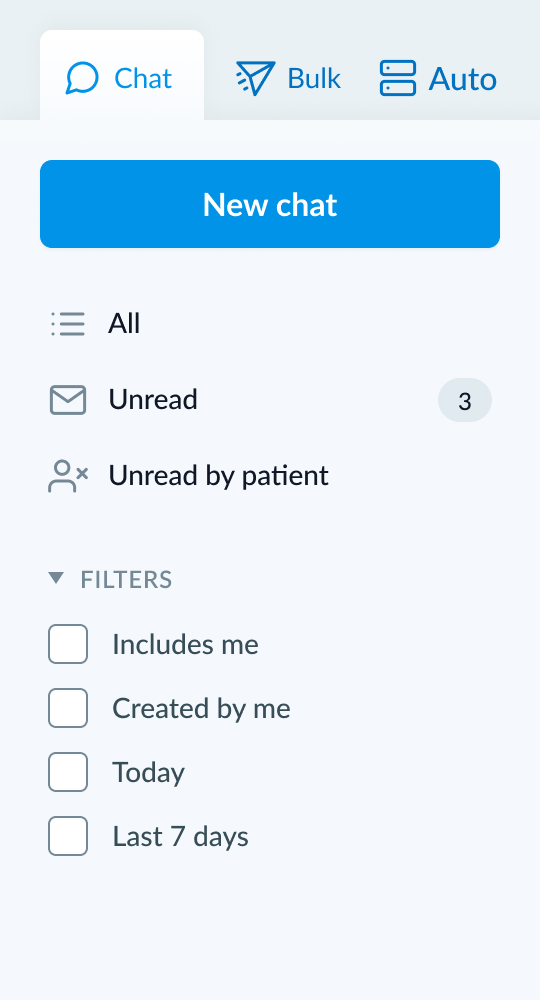 Chat Bulk Auto
New chat
All
Unread 3
Unread by patient
FILTERS
Includes me
Created by me
Today
Last 7 days